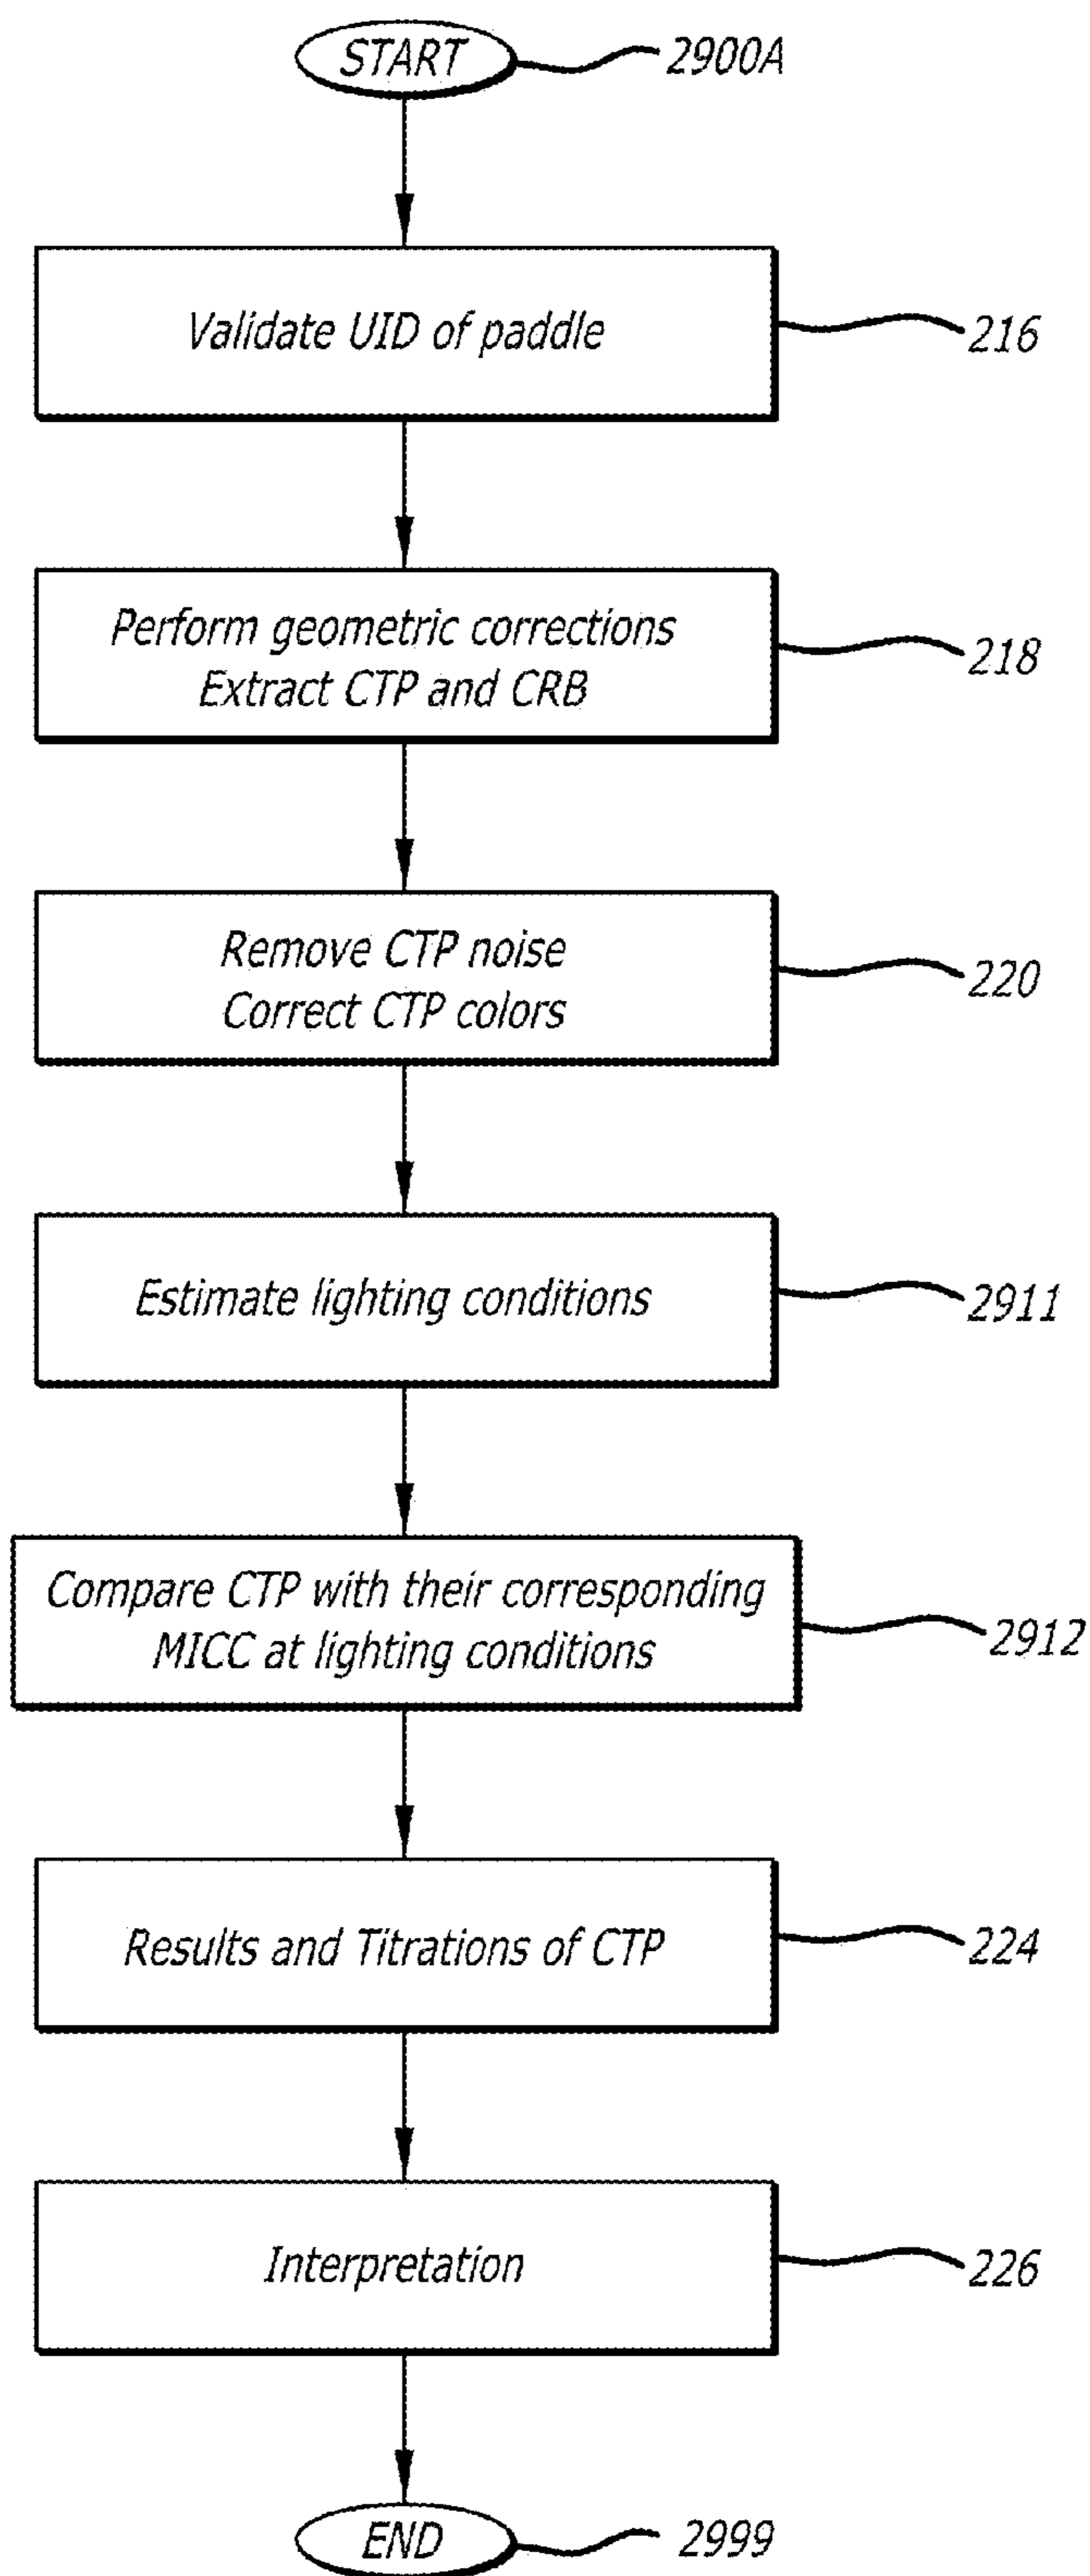 START
2900A
Validate UID of paddle
216
Perform geometric corrections
Extract CTP and CRB
218
Remove CTP noise
Correct CTP colors
220
Estimate lighting conditions
2911
Compare CTP with their corresponding
MICC at lighting conditions
2912
Results and Titrations of CTP
224
Interpretation
226
END
2999